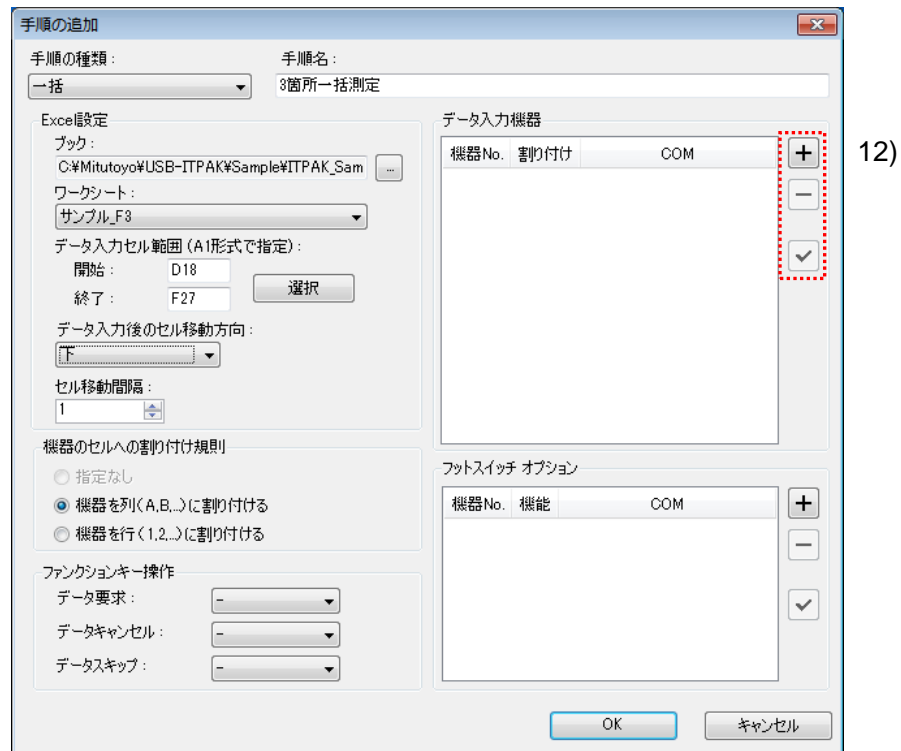 手順の追加
手順の種類：
手順名：
一括
3箇所一括測定
Excel設定
ブック：
C:¥Mitutoyo¥USB-ITPAK¥Sample¥ITPAK_Sam
...
ワークシート：
サンプル_F3
データ入力セル範囲(A1形式で指定)：
開始：
D18
終了：
F27
選択
データ入力後のセル移動方向：
下
セル移動間隔：
1
機器のセルへの割り付け規則
指定なし
機器を列(A,B,..)に割り付ける
機器を行(1,2,..)に割り付ける
ファンクションキー操作
データ要求：
-
データキャンセル：
-
データスキップ：
-
データ入力機器
機器No. 割り付け COM
12)
フットスイッチ オプション
機器No. 機能 COM
OK
キャンセル